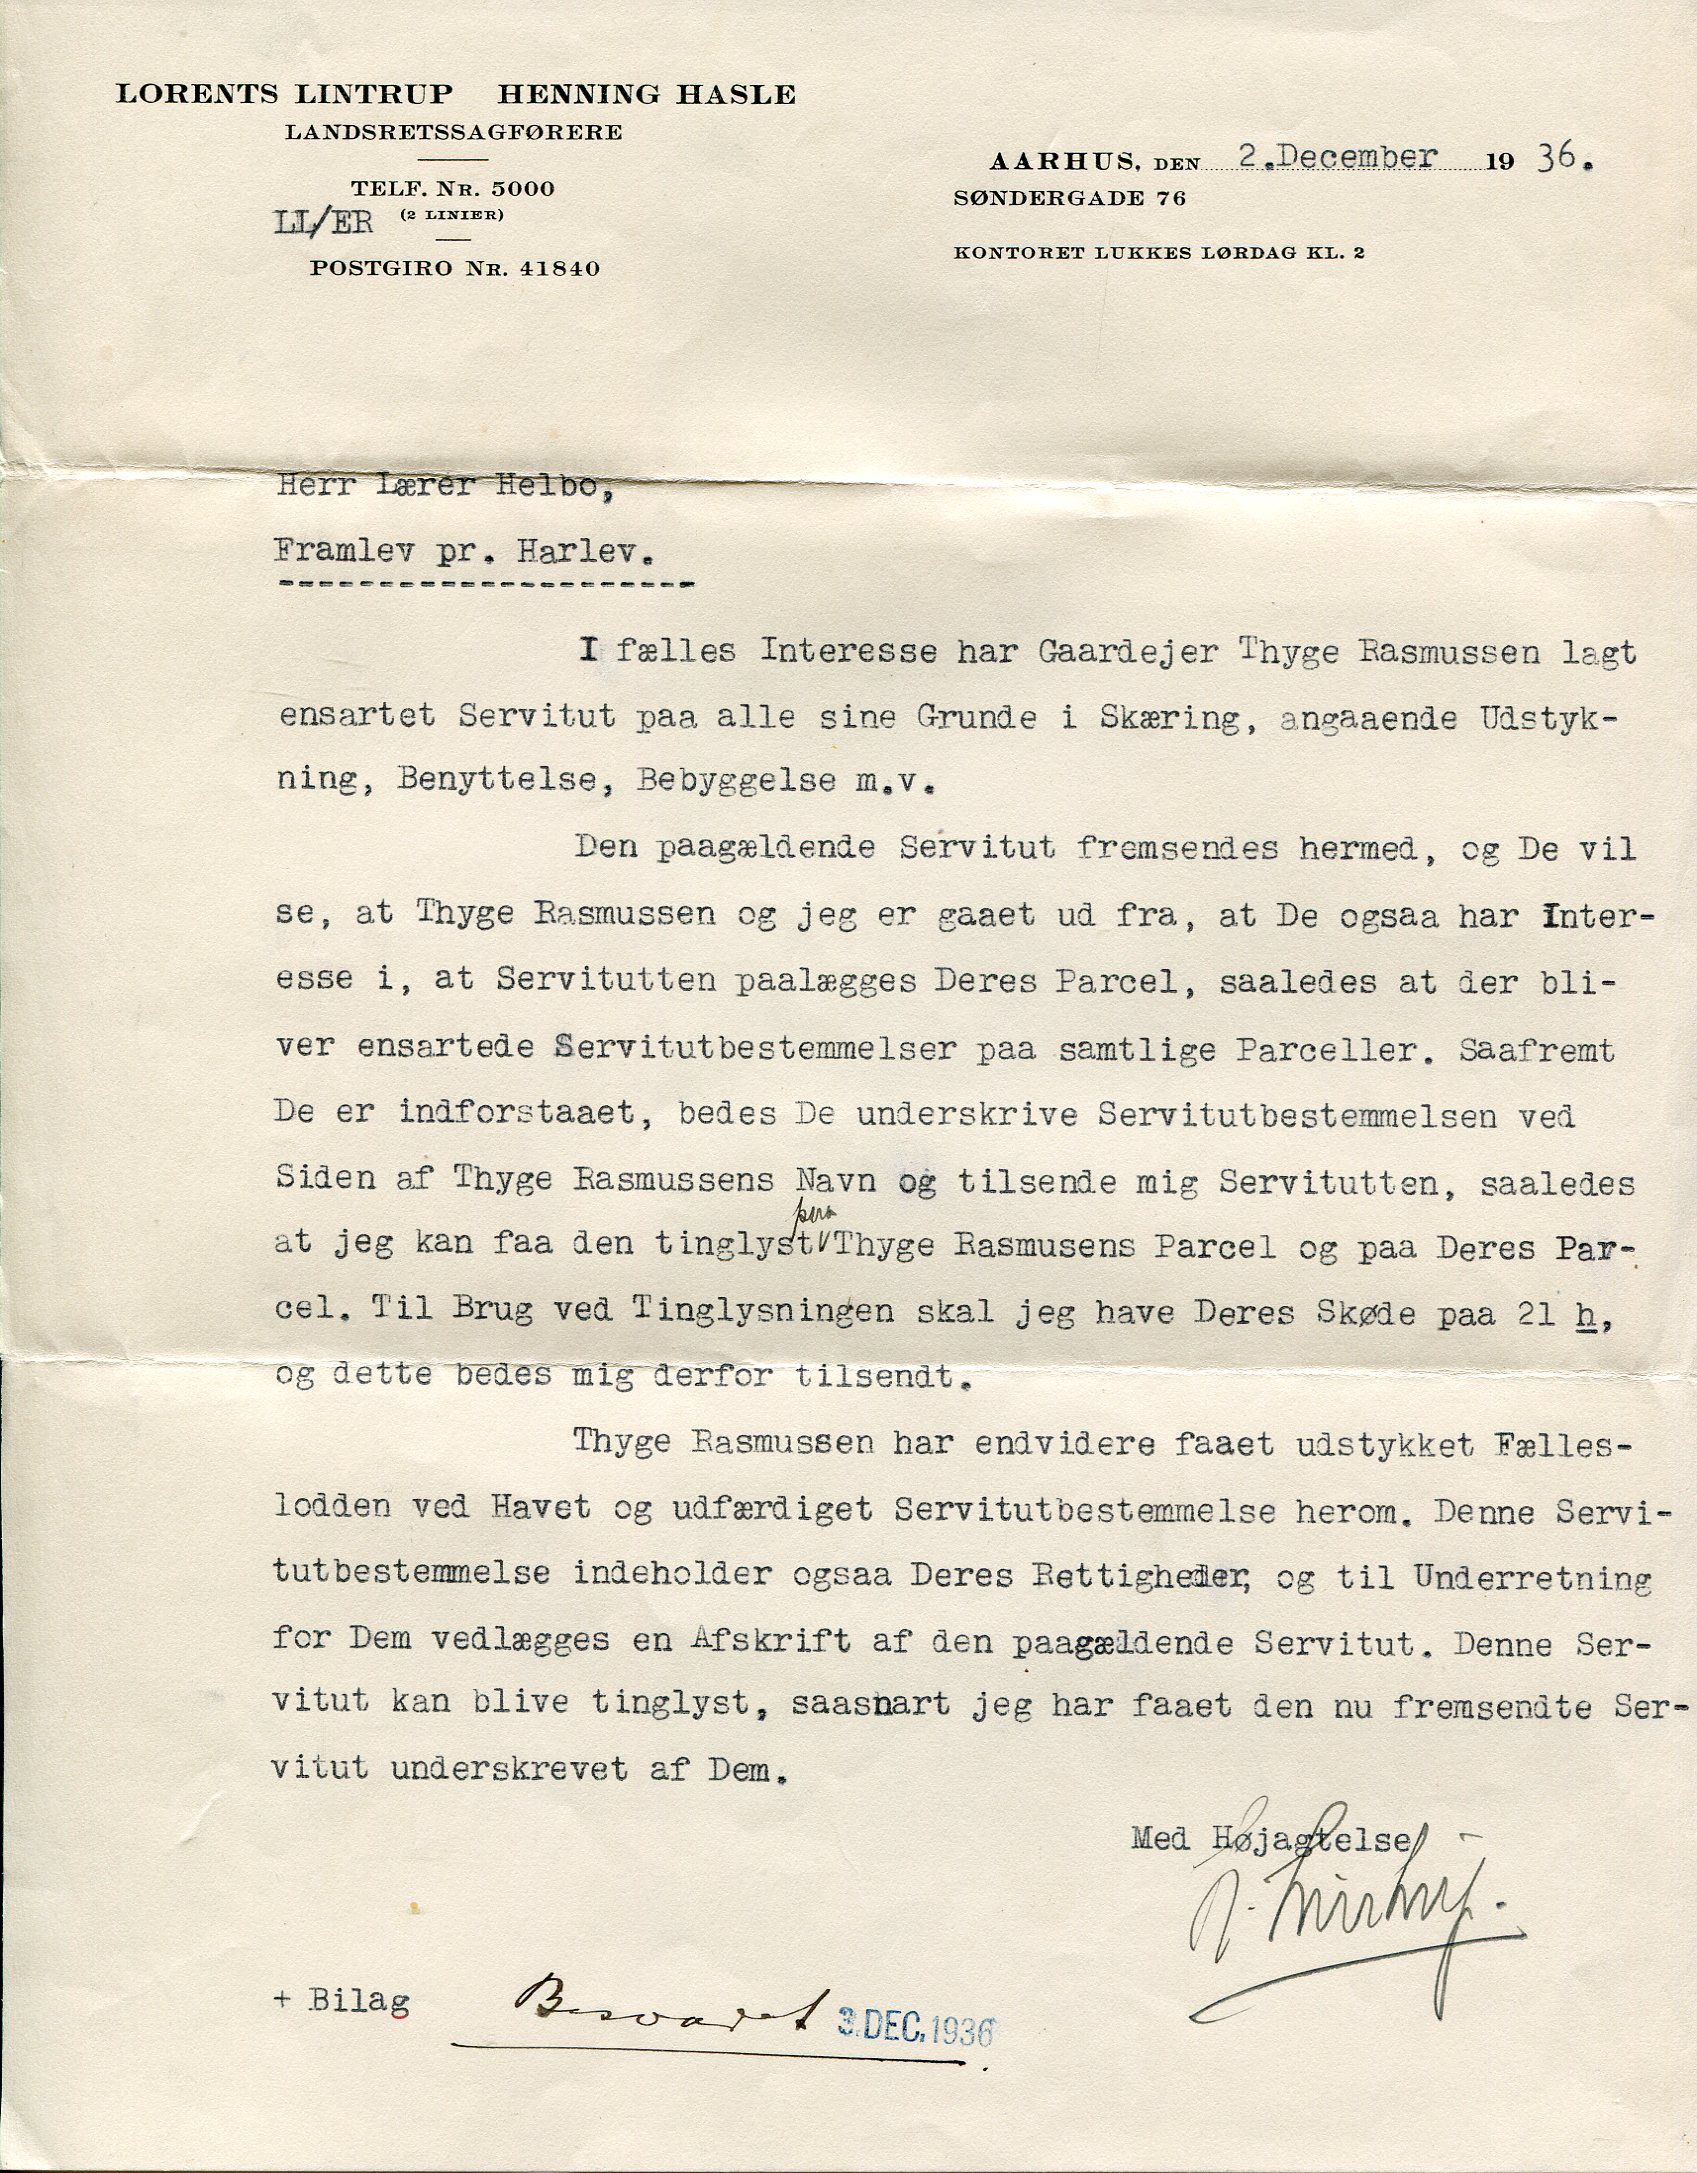 LORENTS LINTRUP HENNING HASLE
LANDSRETSSAGFØRERE
TELF. NR. 5000
(2 LINIER)
LL/ER
POSTGIRO NR. 41840
AARHUS, DEN 2.December 1936.
SØNDERGADE 76
KONTORET LUKKES LØRDAG KL. 2
Herr Lærer Helbo,
Framlev pr. Harlev.
---------------------
I fælles Interesse har Gaardejer Thyge Rasmussen lagt
ensartet Servitut paa alle sine Grunde i Skæring, angaaende Udstyk-
ning, Benyttelse, Bebyggelse m.v.
Den paagældende Servitut fremsendes hermed, og De vil
se, at Thyge Rasmussen og jeg er gaaet ud fra, at De ogsaa har Inter-
esse i, at Servitutten paalægges Deres Parcel, saaledes at der bli-
ver ensartede Servitutbestemmelser paa samtlige Parceller. Saafremt
De er indforstaaet, bedes De underskrive Servitutbestemmelsen ved
Siden af Thyge Rasmussens Navn og tilsende mig Servitutten, saaledes
at jeg kan faa den tinglyst paa Thyge Rasmusens Parcel og paa Deres Par-
cel. Til Brug ved Tinglysningen skal jeg have Deres Skøde paa 21 h,
og dette bedes mig derfor tilsendt.
Thyge Rasmussen har endvidere faaet udstykket Fælles-
lodden ved Havet og udfærdiget Servitutbestemmelse herom. Denne Servi-
tutbestemmelse indeholder ogsaa Deres Rettigheder, og til Underretning
for Dem vedlægges en Afskrift af den paagældende Servitut. Denne Ser-
vitut kan blive tinglyst, saasnart jeg har faaet den nu fremsendte Ser-
vitut underskrevet af Dem.
Med Højagtelse
L. Lintrup.
+ Bilag
Besvaret 3. DEC. 1936